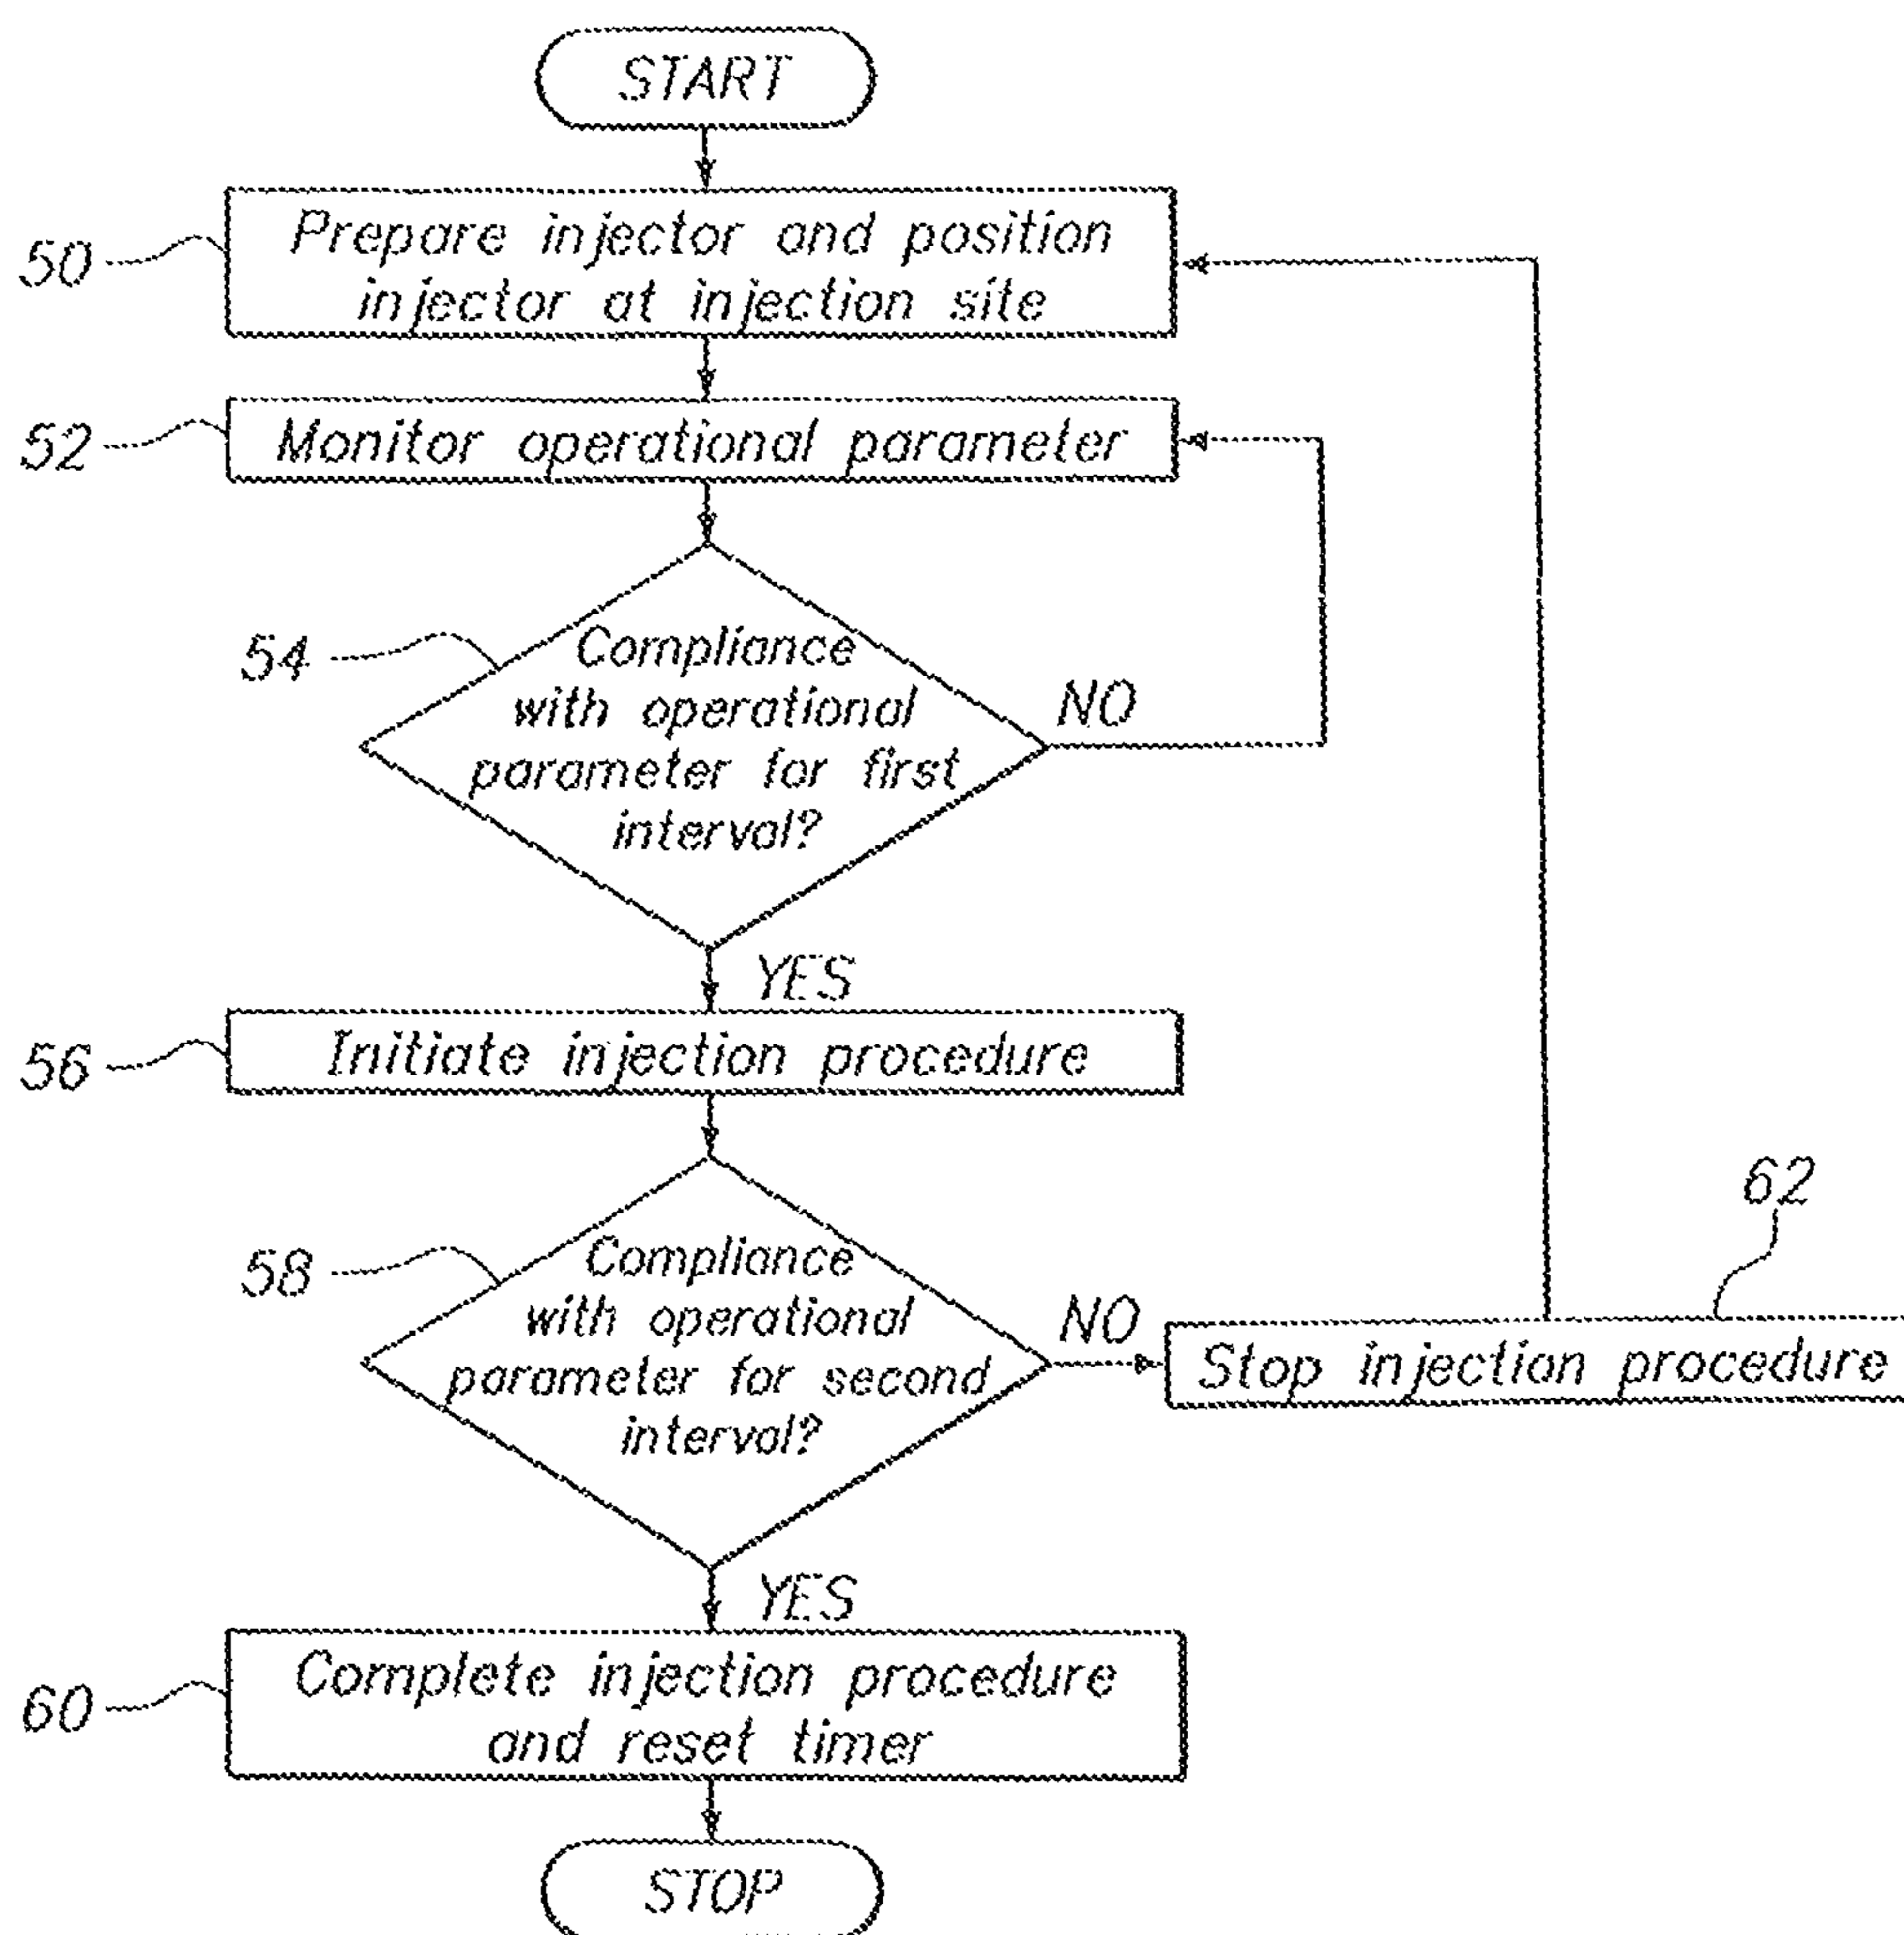 START
50
Prepare injector and position
injector at injection site
52
Monitor operational parameter
54
Compliance
with operational
parameter for first
interval?
NO
YES
56
Initiate injection procedure
58
Compliance
with operational
parameter for second
interval?
NO
62
Stop injection procedure
YES
60
Complete injection procedure
and reset timer
STOP